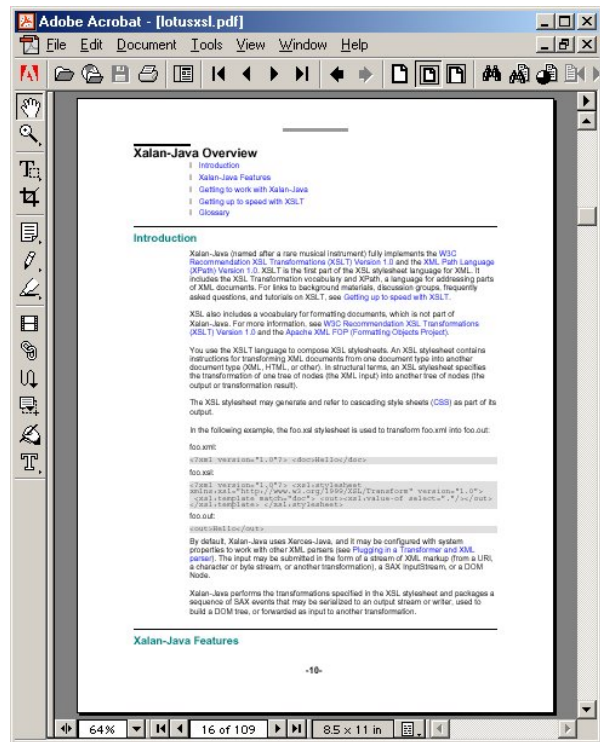 Adobe Acrobat - [lotusxsl.pdf]
File Edit Document Tools View Window Help
Xalan-Java Overview
Introduction
Xalan-Java Features
Getting to work with Xalan-Java
Getting up to speed with XSLT
Glossary
Introduction
Xalan-Java (named after a rare musical instrument) fully implements the W3C
Recommendation XSL Transformations (XSLT) Version 1.0 and the XML Path Language
(XPath) Version 1.0. XSLT is the first part of the XSL stylesheet language for XML. It
includes the XSL Transformation vocabulary and XPath, a language for addressing parts
of XML documents. For links to background materials, discussion groups, frequently
asked questions, and tutorials on XSLT, see Getting up to speed with XSLT.
XSL also includes a vocabulary for formatting documents, which is not part of
Xalan-Java. For more information, see W3C Recommendation XSL Transformations
(XSLT) Version 1.0 and the Apache XML FOP (Formatting Objects Project).
You use the XSLT language to compose XSL stylesheets. An XSL stylesheet contains
instructions for transforming XML documents from one document type into another
document type (XML, HTML, or other). In structural terms, an XSL stylesheet specifies
the transformation of one tree of nodes (the XML input) into another tree of nodes (the
output or transformation result).
The XSL stylesheet may generate and refer to cascading style sheets (CSS) as part of its
output.
In the following example, the foo.xsl stylesheet is used to transform foo.xml into foo.out:
foo.xml:
<?xml version="1.0"?> <doc>Hello</doc>
foo.xsl:
<?xml version="1.0"?> <xsl:stylesheet
xmlns:xsl="http://www.w3.org/1999/XSL/Transform" version="1.0">
<xsl:template match="doc"> <out><xsl:value-of select="."/></out>
</xsl:template> </xsl:stylesheet>
foo.out:
<out>Hello</out>
By default, Xalan-Java uses Xerces-Java, and it may be configured with system
properties to work with other XML parsers (see Plugging in a Transformer and XML
parser). The input may be submitted in the form of a stream of XML markup (from a URI,
a character or byte stream, or another transformation), a SAX InputStream, or a DOM
Node.
Xalan-Java performs the transformations specified in the XSL stylesheet and packages a
sequence of SAX events that may be serialized to an output stream or writer, used to
build a DOM tree, or forwarded as input to another transformation.
Xalan-Java Features
-10-
64% 16 of 109 8.5 x 11 in